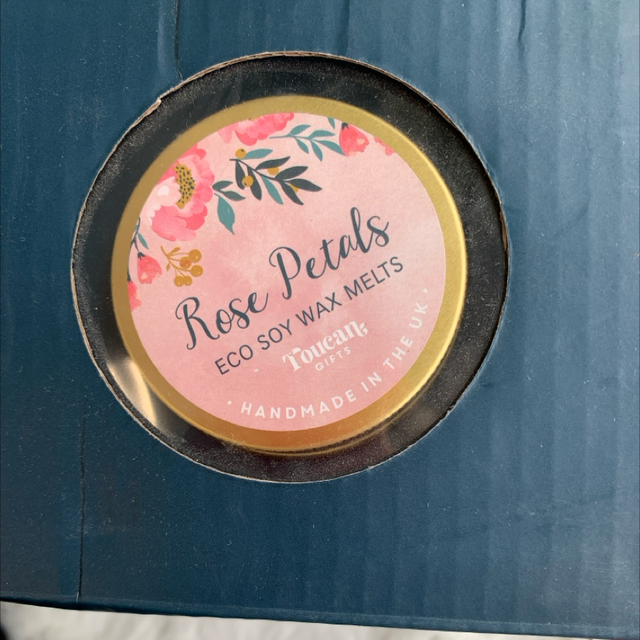 Rose Petals
ECO SOY WAX MELTS
Toucan
GIFTS
• HANDMADE IN THE UK •